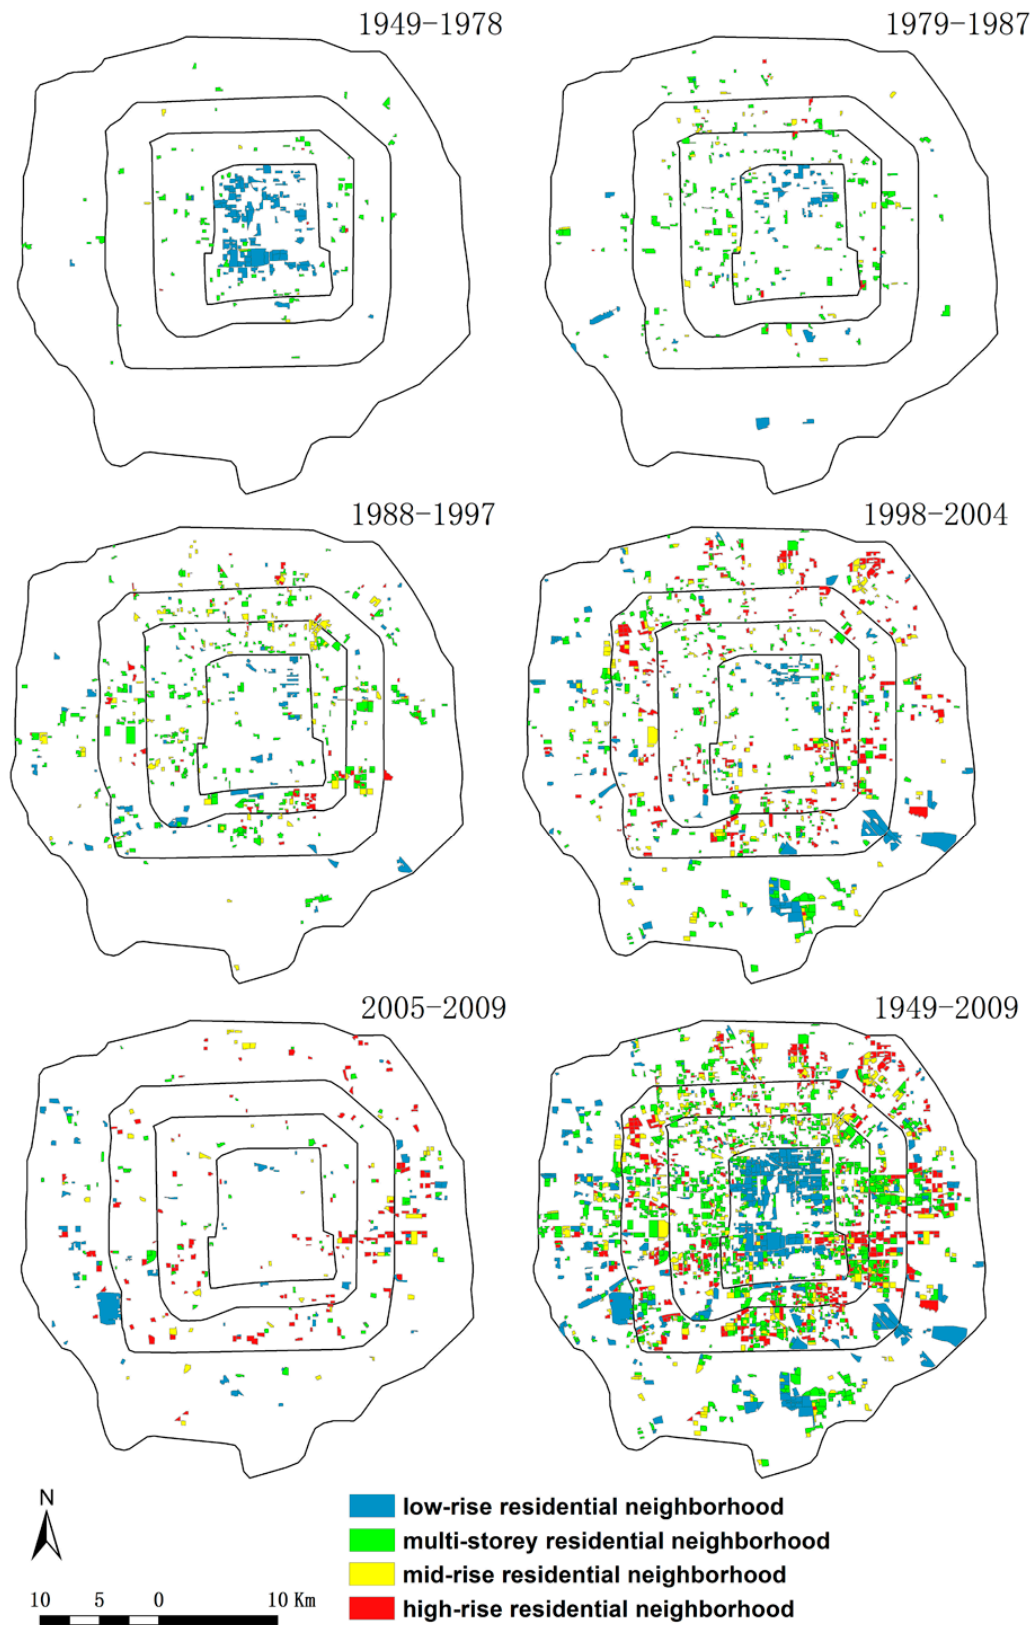 1949-1978
1979-1987
1988-1997
1998-2004
2005-2009
1949-2009
N
10 5 0 10 Km
low-rise residential neighborhood
multi-storey residential neighborhood
mid-rise residential neighborhood
high-rise residential neighborhood